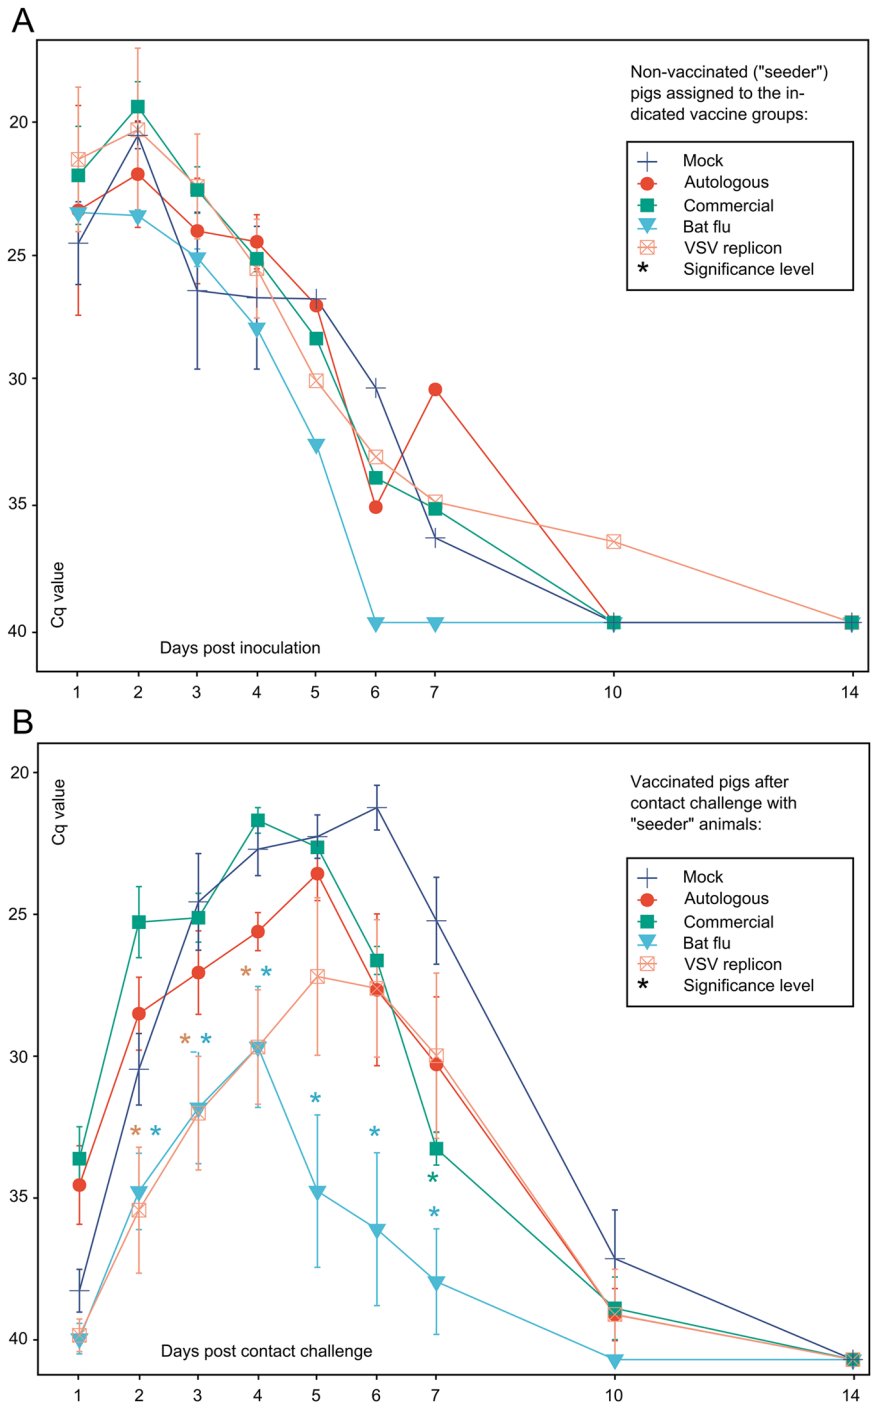 A
20
25
30
35
40
Cq value
Non-vaccinated ("seeder")
pigs assigned to the in-
dicated vaccine groups:
Mock
Autologous
Commercial
Bat flu
VSV replicon
* Significance level
Days post inoculation
1 2 3 4 5 6 7 10 14
B
20
25
30
35
40
Cq value
Vaccinated pigs after
contact challenge with
"seeder" animals:
Mock
Autologous
Commercial
Bat flu
VSV replicon
* Significance level
* *
* *
* *
*
*
*
*
Days post contact challenge
1 2 3 4 5 6 7 10 14